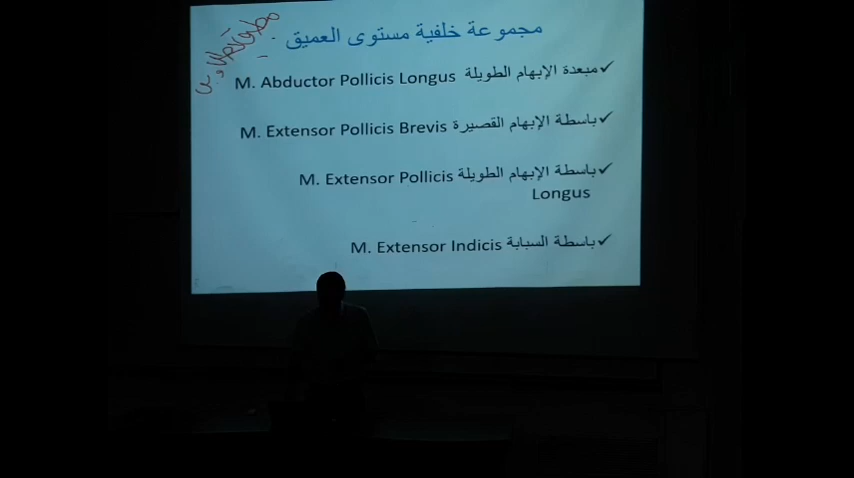 مجموعة خلفية مستوى العميق
✓مبعدة الإبهام الطويلة M. Abductor Pollicis Longus
✓باسطة الإبهام القصيرة M. Extensor Pollicis Brevis
✓باسطة الإبهام الطويلة M. Extensor Pollicis
Longus
✓باسطة السبابة M. Extensor Indicis